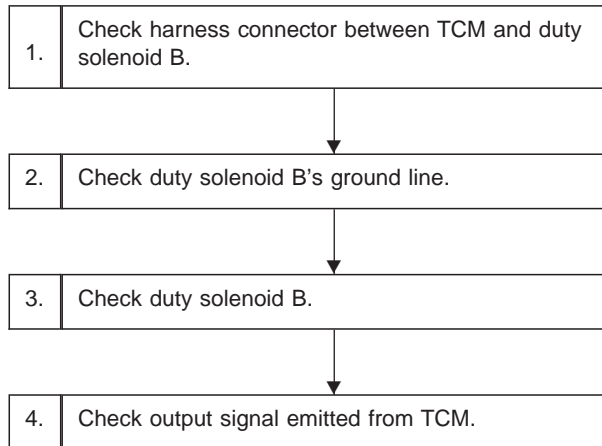 1.
Check harness connector between TCM and duty
solenoid B.
2.
Check duty solenoid B's ground line.
3.
Check duty solenoid B.
4.
Check output signal emitted from TCM.